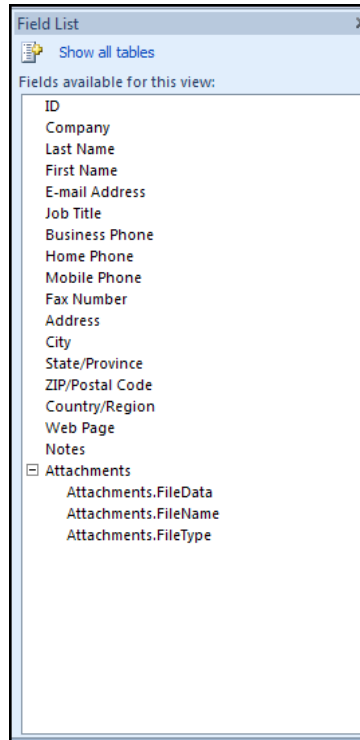 Field List
Show all tables
Fields available for this view:
ID
Company
Last Name
First Name
E-mail Address
Job Title
Business Phone
Home Phone
Mobile Phone
Fax Number
Address
City
State/Province
ZIP/Postal Code
Country/Region
Web Page
Notes
Attachments
Attachments.FileData
Attachments.FileName
Attachments.FileType